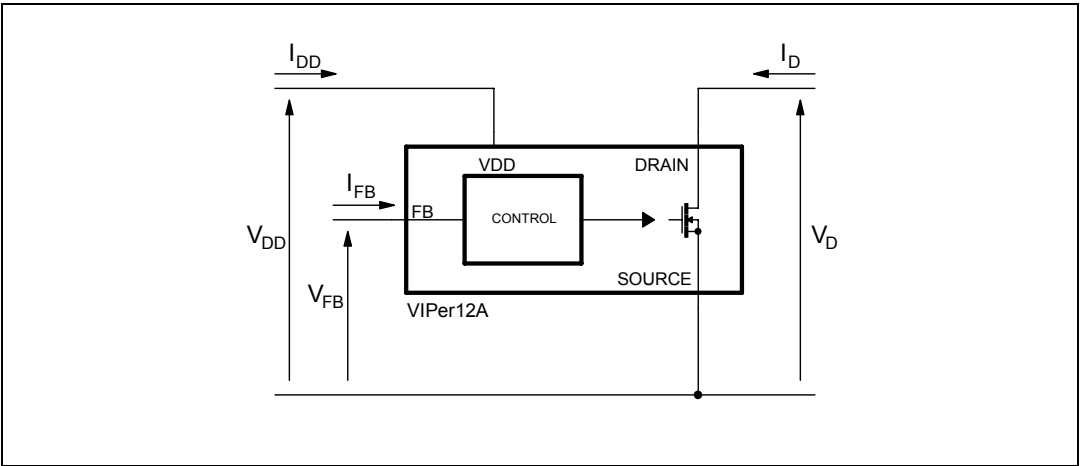 I_DD
I_D
VDD
DRAIN
I_FB
FB
CONTROL
V_DD
V_D
SOURCE
V_FB
VIPer12A